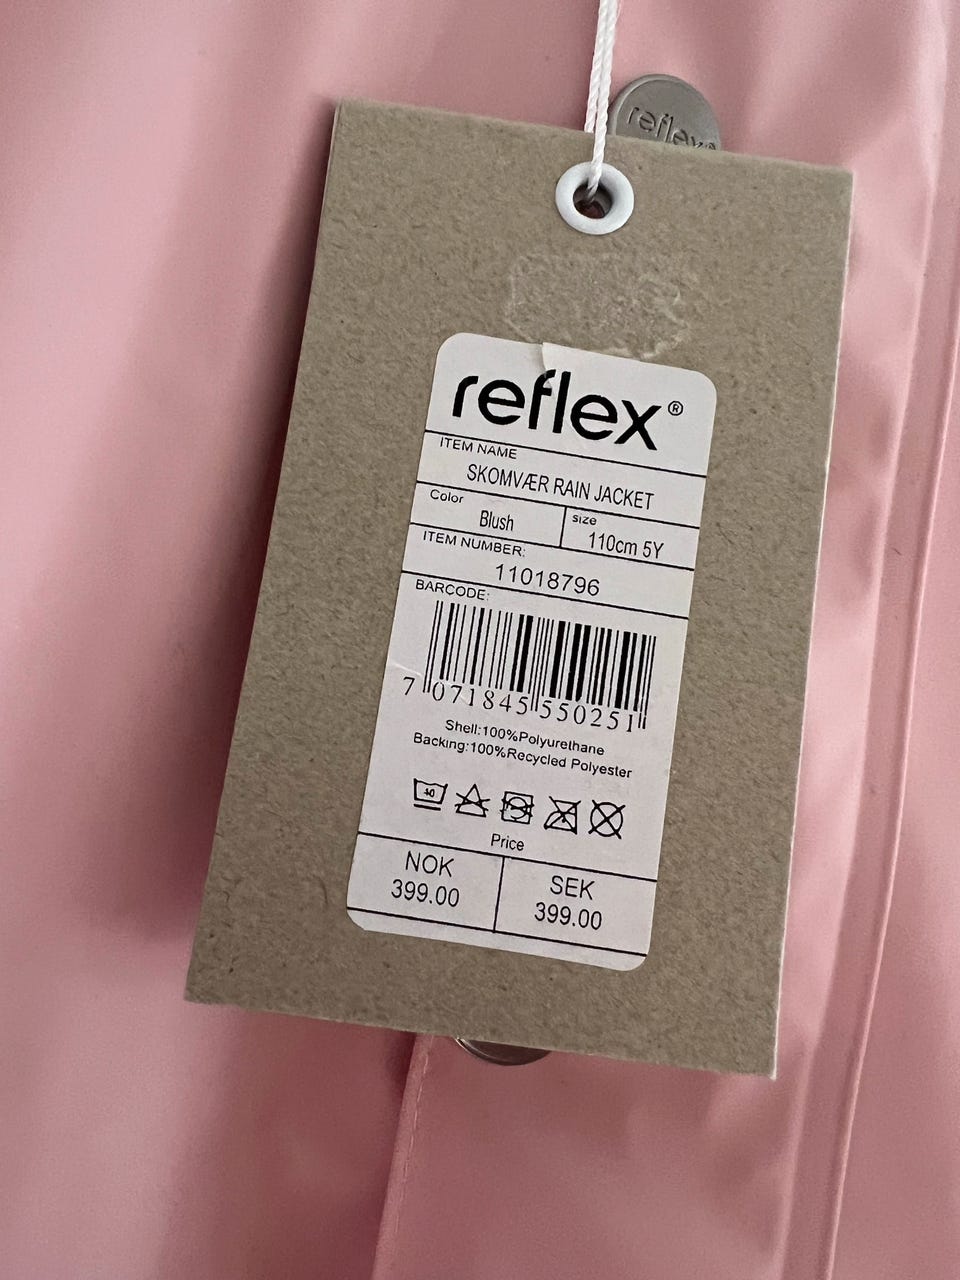 reflex
reflex®
ITEM NAME
SKOMVÆR RAIN JACKET
Color
Blush
size
110cm 5Y
ITEM NUMBER:
11018796
BARCODE:
7 071845 550251
Shell:100%Polyurethane
Backing:100%Recycled Polyester
40
Price
NOK
399.00
SEK
399.00